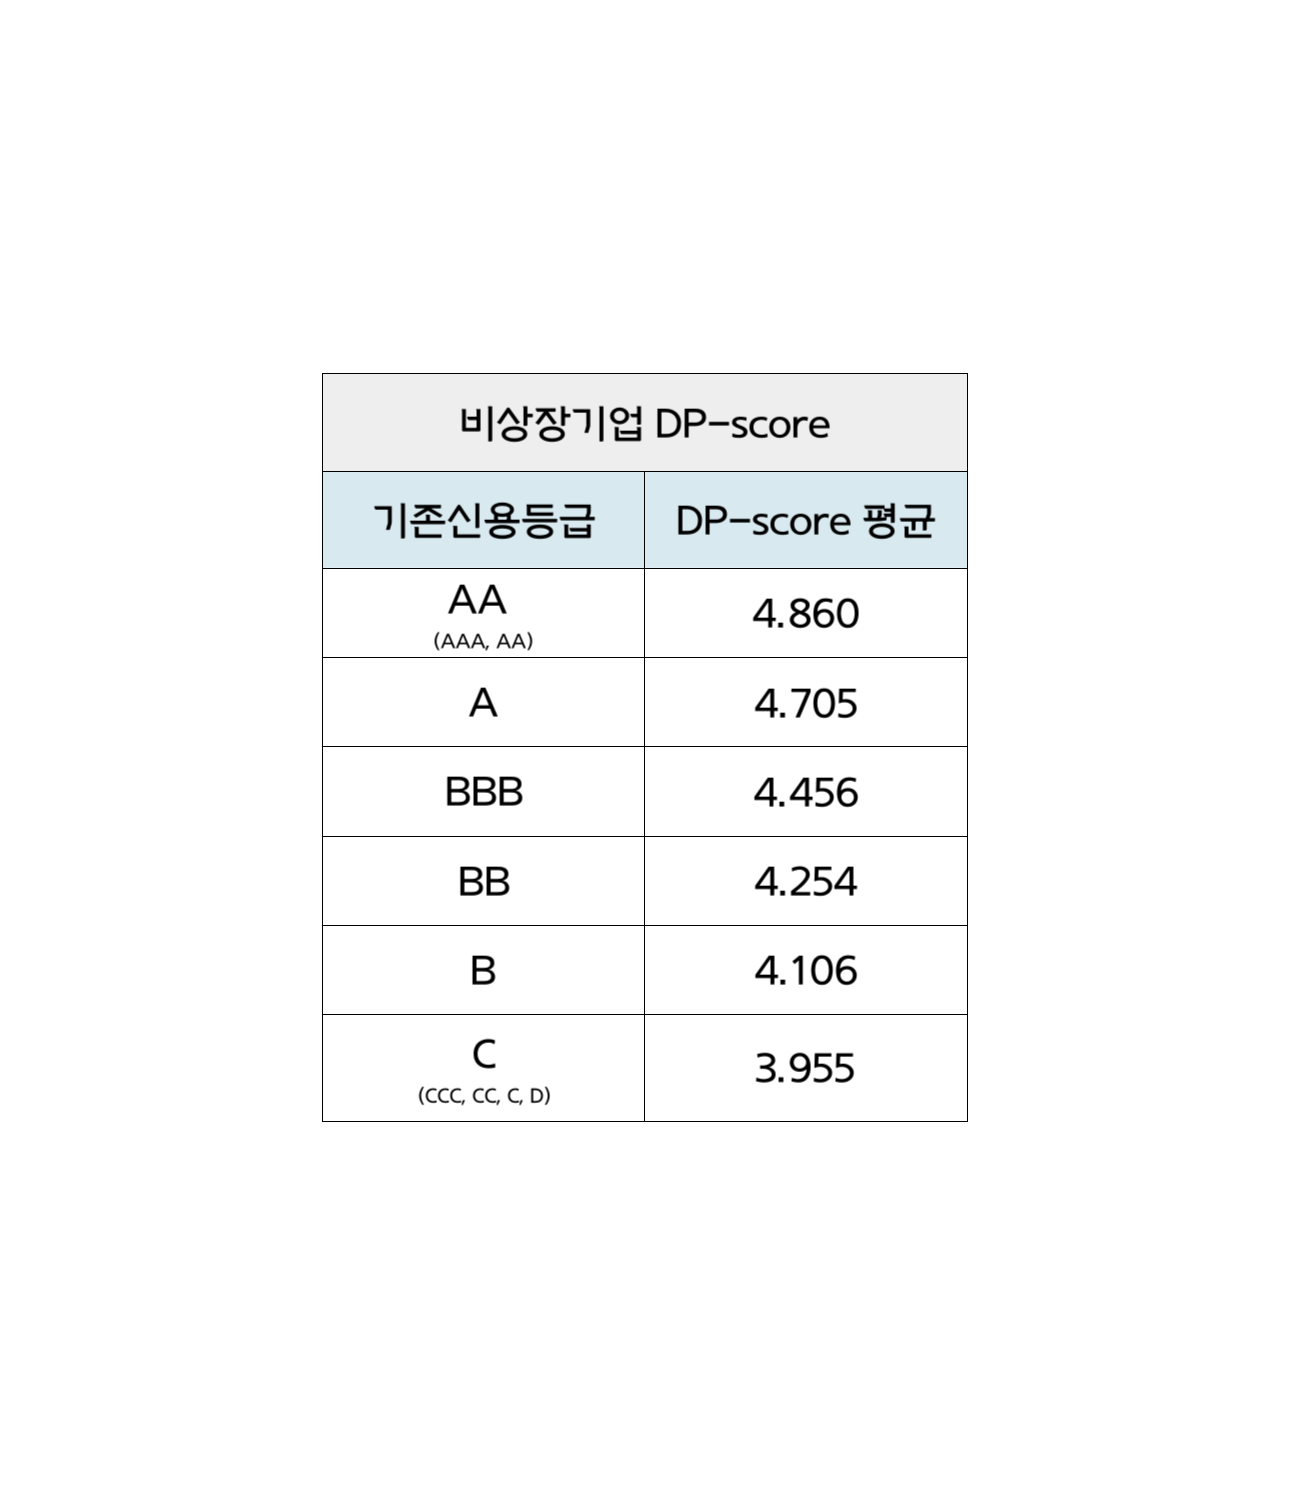 비상장기업 DP-score
기존신용등급 DP-score 평균
AA
(AAA, AA)
4.860
A 4.705
BBB 4.456
BB 4.254
B 4.106
C
(CCC, CC, C, D)
3.955